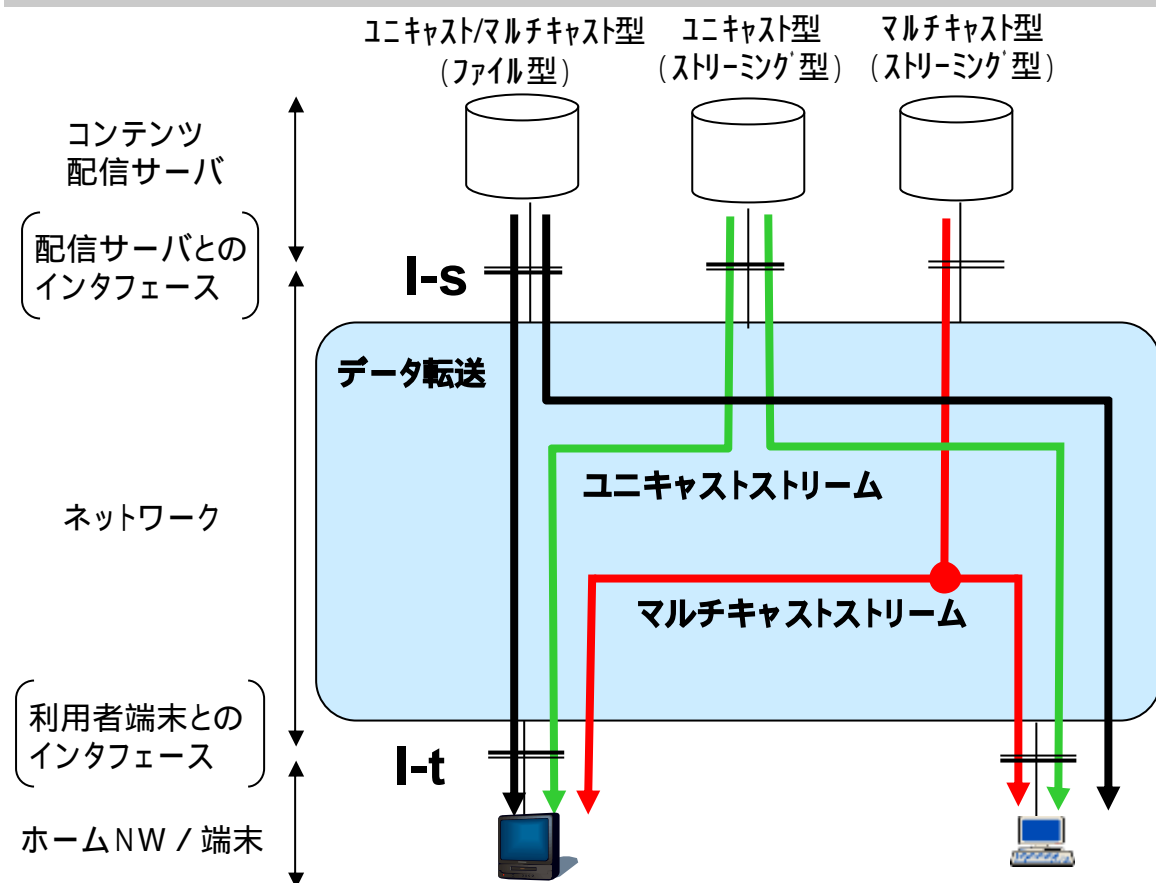 ユニキャスト/マルチキャスト型
(ファイル型)
ユニキャスト型
(ストリーミング型)
マルチキャスト型
(ストリーミング型)
コンテンツ
配信サーバ
配信サーバとの
インタフェース
I-s
データ転送
ユニキャストストリーム
ネットワーク
マルチキャストストリーム
利用者端末との
インタフェース
I-t
ホームNW/端末